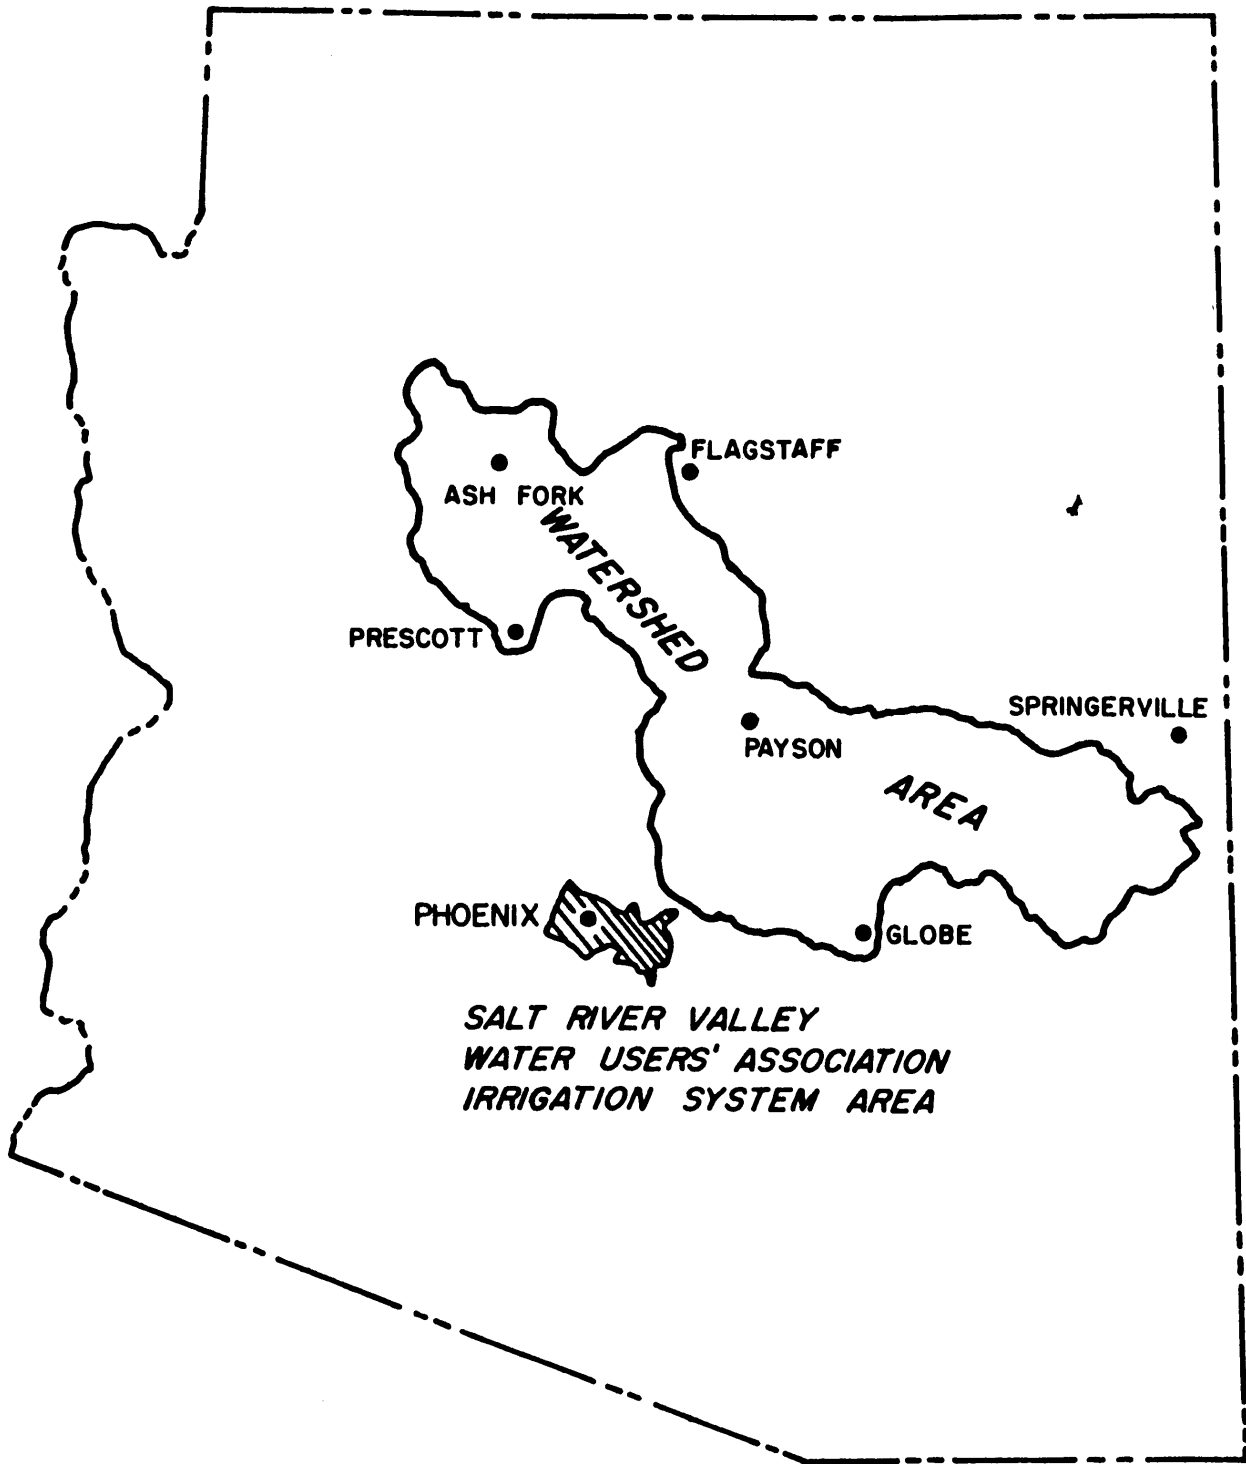 FLAGSTAFF
ASH FORK
WATERSHED
PRESCOTT
SPRINGERVILLE
PAYSON
AREA
PHOENIX
GLOBE
SALT RIVER VALLEY
WATER USERS' ASSOCIATION
IRRIGATION SYSTEM AREA